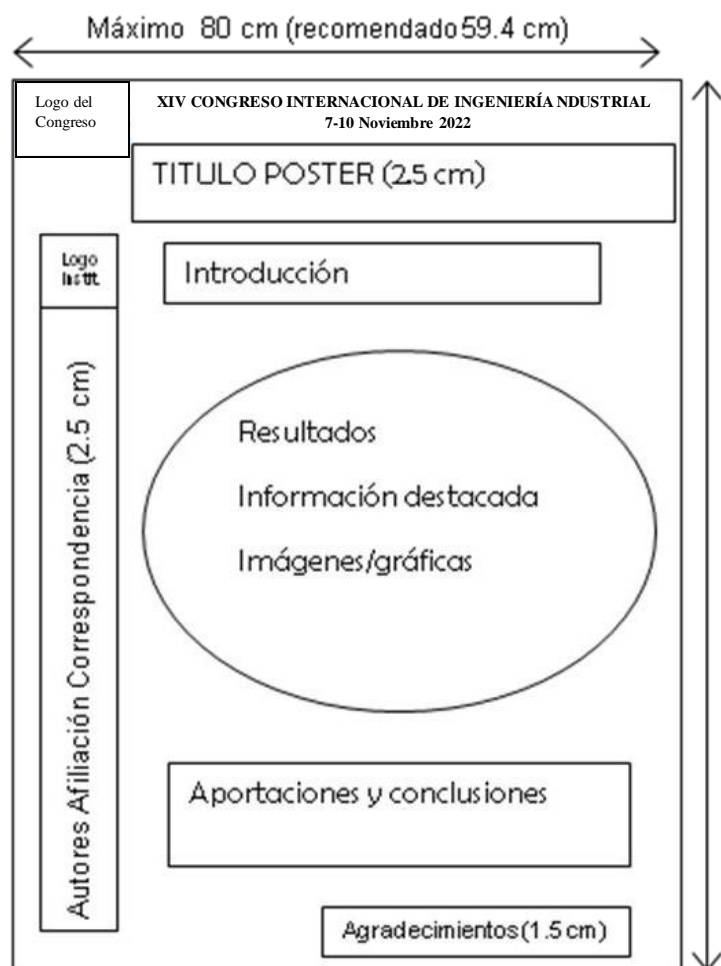 Máximo 80 cm (recomendado 59.4 cm)
Logo del
Congreso
XIV CONGRESO INTERNACIONAL DE INGENIERÍA NDUSTRIAL
7-10 Noviembre 2022
TITULO POSTER (2.5 cm)
Logo
Instit.
Introducción
Autores Afiliación Correspondencia (2.5 cm)
Resultados
Información destacada
Imágenes/gráficas
Aportaciones y conclusiones
Agradecimientos (1.5 cm)